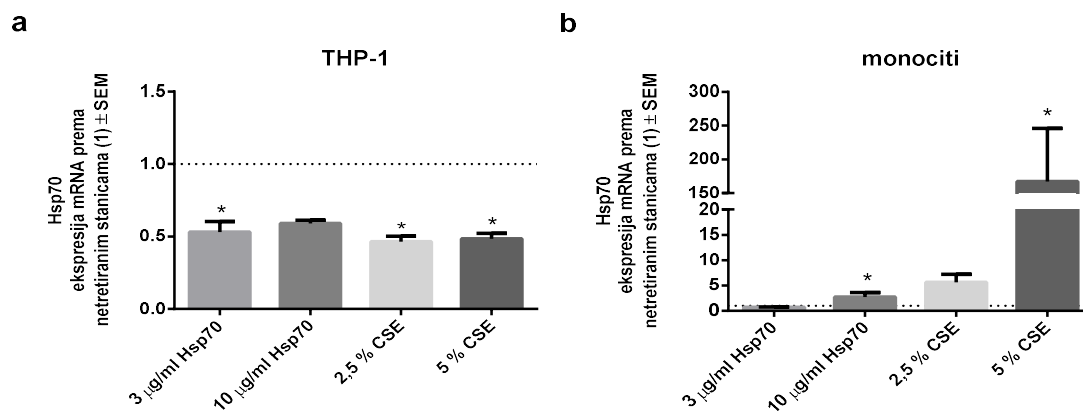 a
THP-1
Hsp70
ekspresija mRNA prema
netretiranim stanicama (1) ± SEM
1.5
1.0
0.5
0.0
*
*
*
3 µg/ml Hsp70
10 µg/ml Hsp70
2,5 % CSE
5 % CSE
b
monociti
Hsp70
ekspresija mRNA prema
netretiranim stanicama (1) ± SEM
300
250
200
150
20
15
10
5
0
*
*
3 µg/ml Hsp70
10 µg/ml Hsp70
2,5 % CSE
5 % CSE